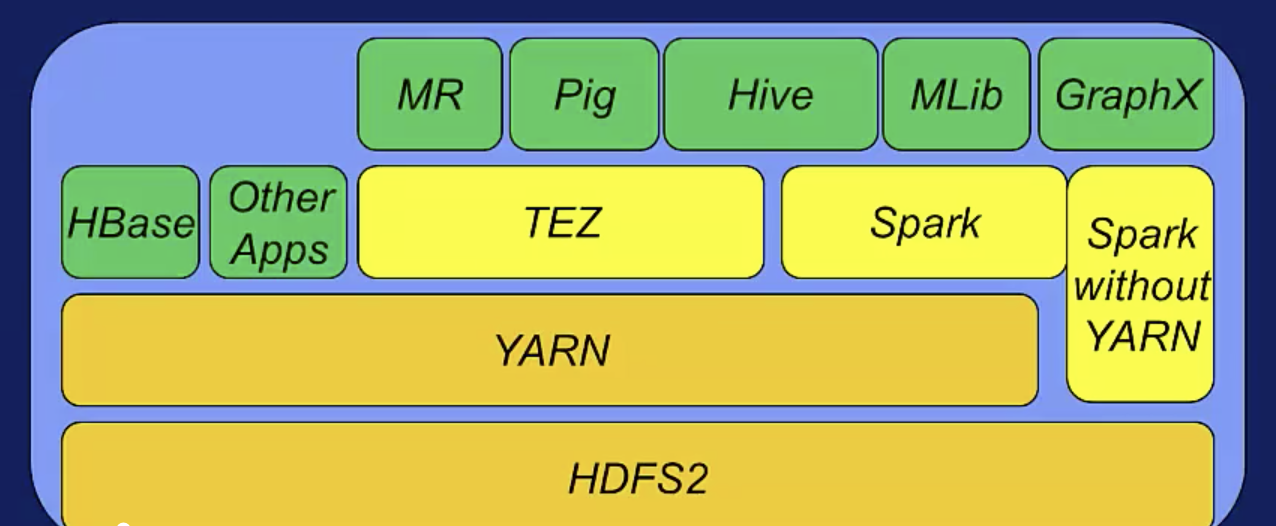 MR
Pig
Hive
MLib
GraphX
HBase
Other
Apps
TEZ
Spark
Spark
without
YARN
YARN
HDFS2